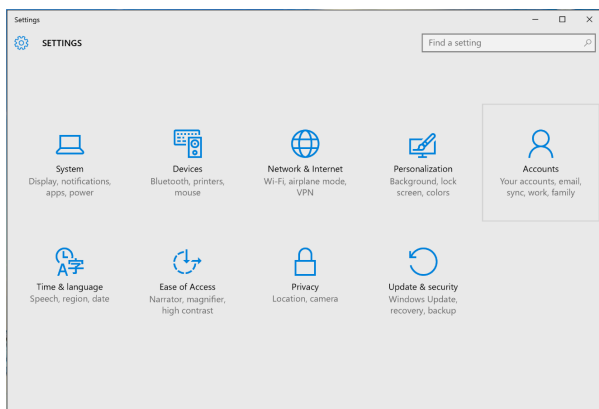 Settings
SETTINGS
Find a setting
System
Display, notifications,
apps, power
Devices
Bluetooth, printers,
mouse
Network & Internet
Wi-Fi, airplane mode,
VPN
Personalization
Background, lock
screen, colors
Accounts
Your accounts, email,
sync, work, family
A字
Time & language
Speech, region, date
Ease of Access
Narrator, magnifier,
high contrast
Privacy
Location, camera
Update & security
Windows Update,
recovery, backup